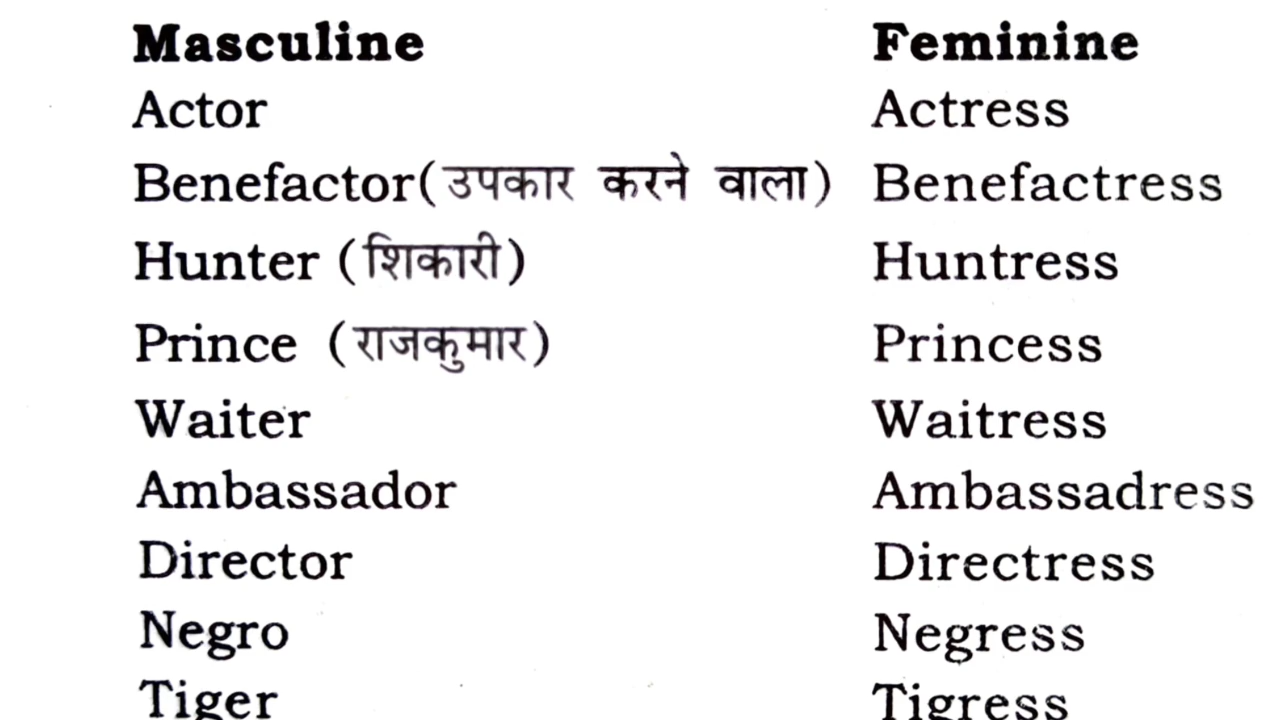 Masculine Feminine
Actor Actress
Benefactor(उपकार करने वाला) Benefactress
Hunter (शिकारी) Huntress
Prince (राजकुमार) Princess
Waiter Waitress
Ambassador Ambassadress
Director Directress
Negro Negress
Tiger Tigress